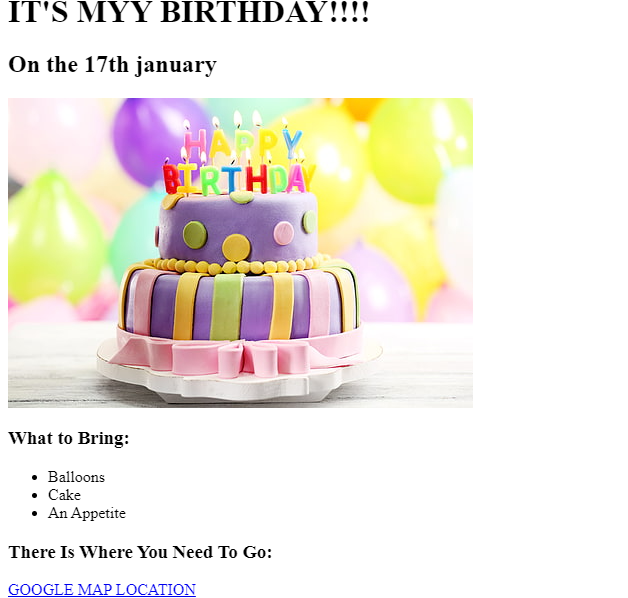 IT'S MYY BIRTHDAY!!!!
On the 17th january
HAPPY
BIRTHDAY
What to Bring:
Balloons
Cake
An Appetite
There Is Where You Need To Go:
GOOGLE MAP LOCATION